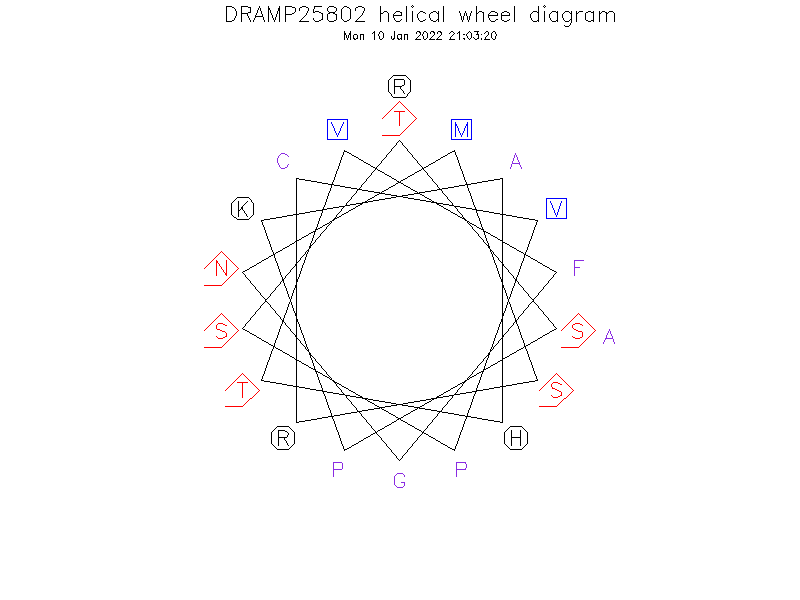 DRAMP25802 helical wheel diagram
Mon 10 Jan 2022 21:03:20
R
V T M
C A
K V
N F
S S A
T S
R H
P G P